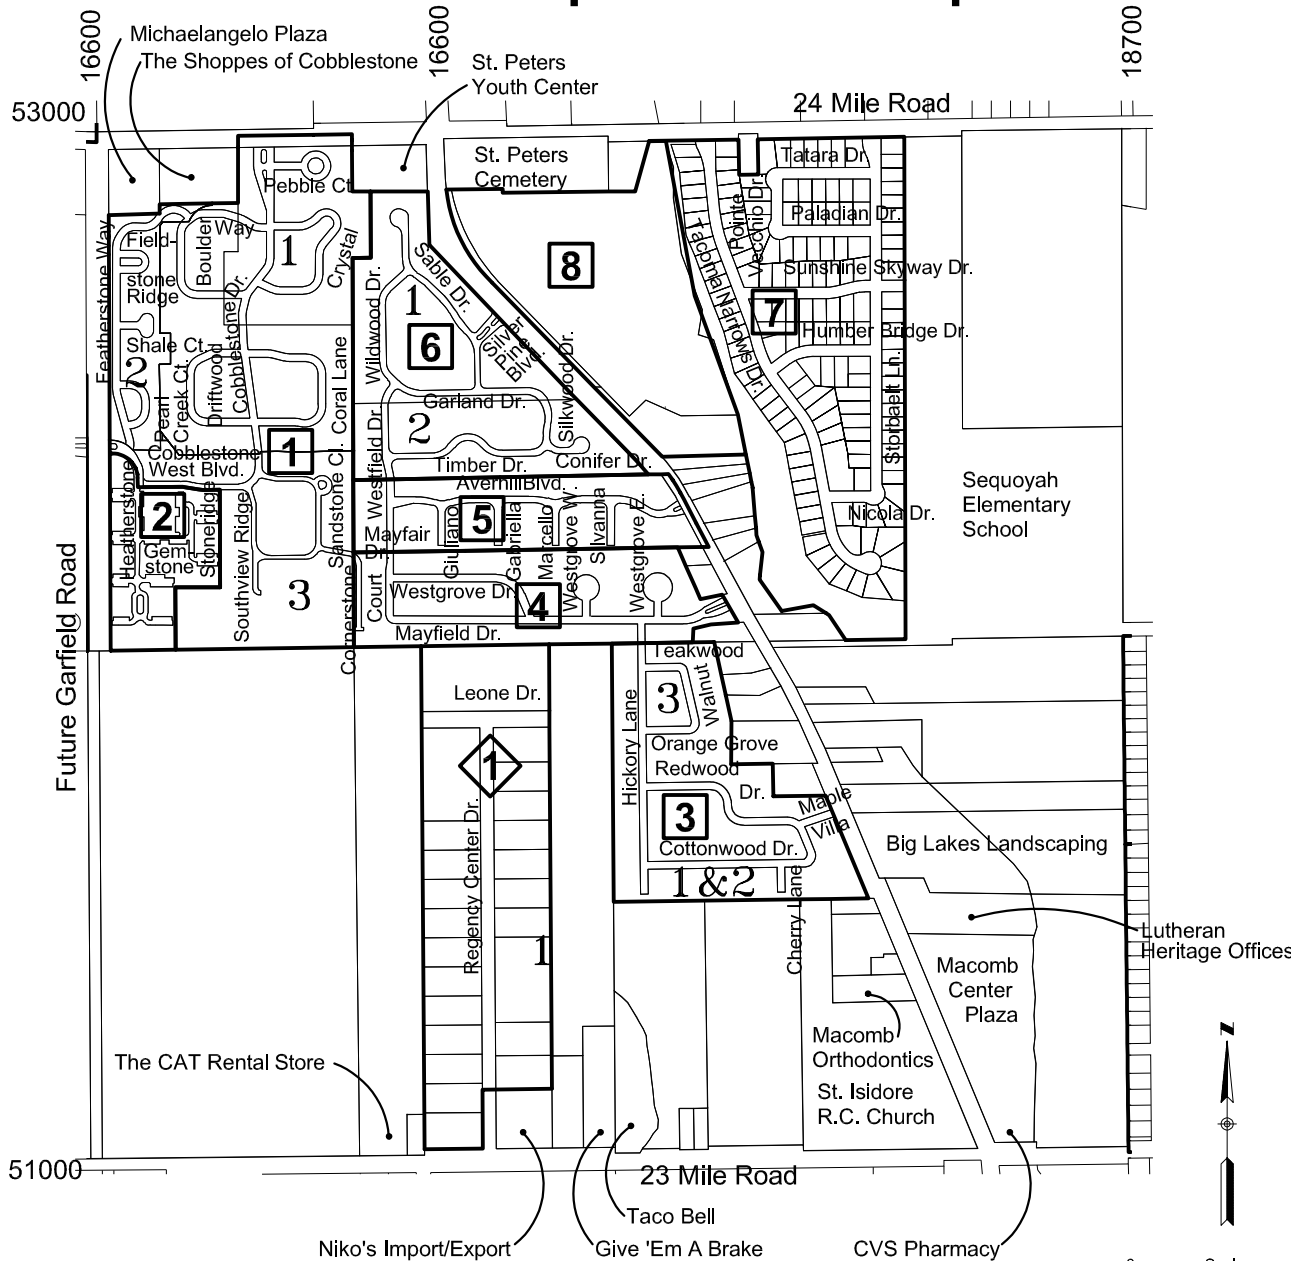 16600
16600
18700
Michaelangelo Plaza
The Shoppes of Cobblestone
St. Peters
Youth Center
53000
24 Mile Road
St. Peters
Cemetery
Tatara Dr.
Pebble Ct.
Paladian Dr.
Pointe
Vecchio Dr.
Featherstone Way
Field-
stone
Ridge
Boulder
Way
1
Crystal
Sable Dr.
8
Tacoma Narrows Dr.
Sunshine Skyway Dr.
7
Humber Bridge Dr.
Wildwood Dr.
1
6
Silver
Pine
Blvd.
Silkwood Dr.
Shale Ct.
2
Pearl
Creek Ct.
Driftwood
Cobblestone Dr.
Coral Lane
Garland Dr.
2
Storbaelt Ln.
Cobblestone
West Blvd.
1
Sandstone Ct.
Westfield Dr.
Timber Dr.
Conifer Dr.
Averhill Blvd.
Heatherstone
2
Gem-
stone
Stoneridge
Southview Ridge
3
Mayfair
Dr.
Giuliano
5
Gabriella
Marcello
Westgrove W.
Silvanna
Westgrove E.
Nicola Dr.
Sequoyah
Elementary
School
Future Garfield Road
Cornerstone
Court
Westgrove Dr.
4
Mayfield Dr.
Teakwood
Walnut
3
Hickory Lane
Orange Grove
Redwood
Dr.
Maple
Villa
3
Cottonwood Dr.
1&2
Cherry Lane
Leone Dr.
1
Regency Center Dr.
1
Big Lakes Landscaping
Lutheran
Heritage Offices
Macomb
Center
Plaza
Macomb
Orthodontics
St. Isidore
R.C. Church
The CAT Rental Store
N
51000
23 Mile Road
Taco Bell
Niko's Import/Export
Give 'Em A Brake
CVS Pharmacy